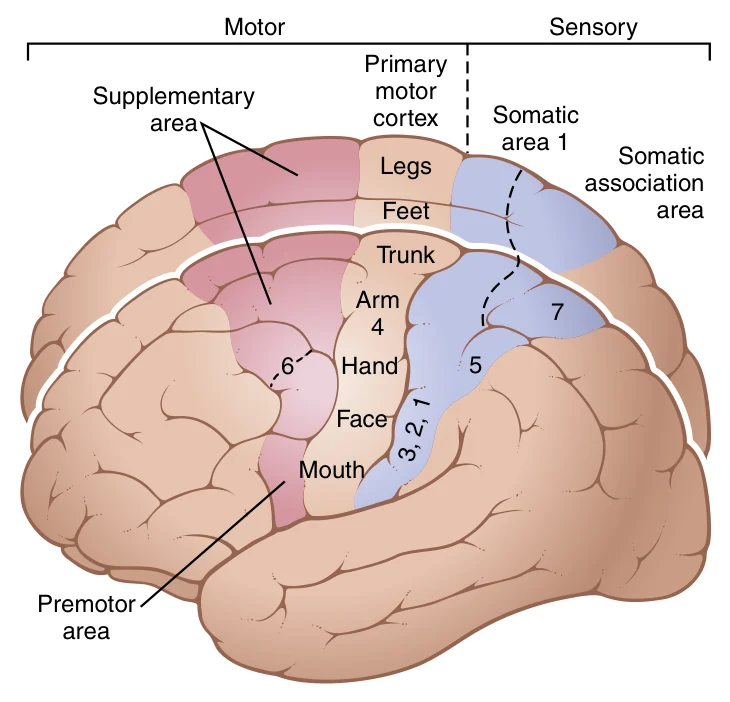 Motor
Sensory
Primary
motor
cortex
Supplementary
area
Somatic
area 1
Somatic
association
area
Legs
Feet
Trunk
Arm
4
7
6
Hand
5
Face
3, 2, 1
Mouth
Premotor
area